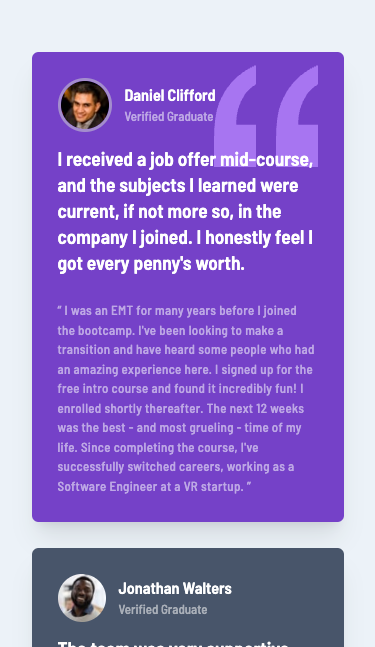 Daniel Clifford
Verified Graduate
I received a job offer mid-course,
and the subjects I learned were
current, if not more so, in the
company I joined. I honestly feel I
got every penny's worth.
“ I was an EMT for many years before I joined
the bootcamp. I've been looking to make a
transition and have heard some people who had
an amazing experience here. I signed up for the
free intro course and found it incredibly fun! I
enrolled shortly thereafter. The next 12 weeks
was the best - and most grueling - time of my
life. Since completing the course, I've
successfully switched careers, working as a
Software Engineer at a VR startup. ”
Jonathan Walters
Verified Graduate
The team was very supportive